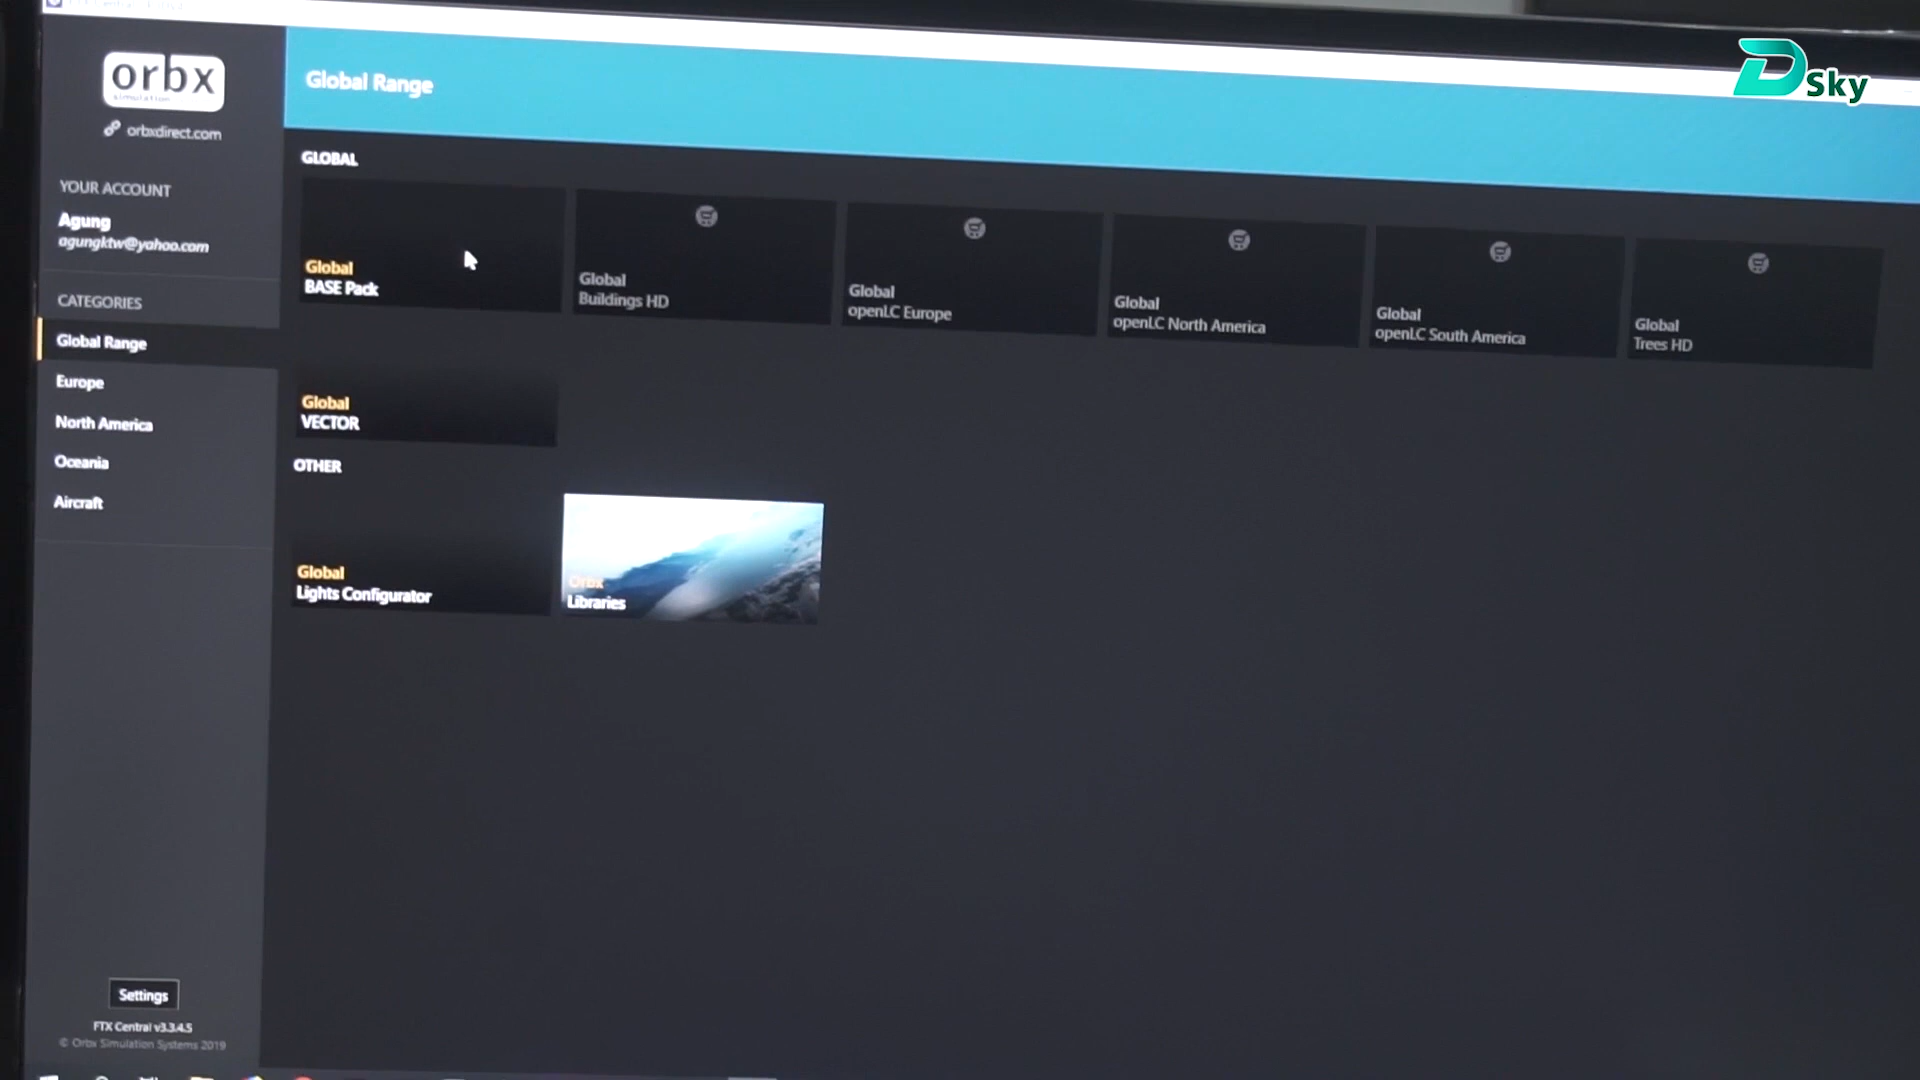 orbx
simulation
orbxdirect.com
YOUR ACCOUNT
Agung
agungktw@yahoo.com
CATEGORIES
Global Range
Europe
North America
Oceania
Aircraft
Settings
FTX Central v3.3.4.5
© Orbx Simulation Systems 2019
Global Range
GLOBAL
Global
BASE Pack
Global
Buildings HD
Global
openLC Europe
Global
openLC North America
Global
openLC South America
Global
Trees HD
Global
VECTOR
OTHER
Global
Lights Configurator
Orbx
Libraries
D Sky